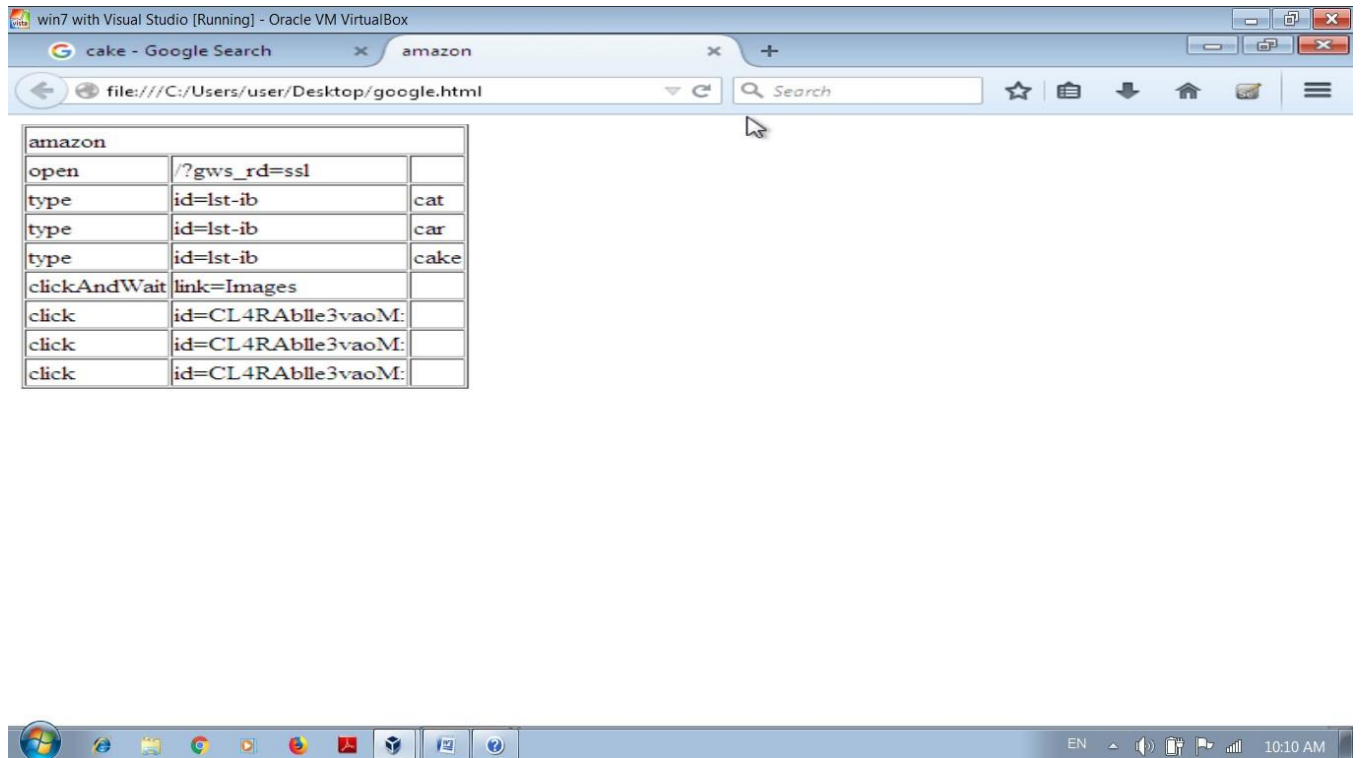 win7 with Visual Studio [Running] - Oracle VM VirtualBox
cake - Google Search amazon
file:///C:/Users/user/Desktop/google.html Search
amazon
open /?gws_rd=ssl
type id=lst-ib cat
type id=lst-ib car
type id=lst-ib cake
clickAndWait link=Images
click id=CL4RAblle3vaoM:
click id=CL4RAblle3vaoM:
click id=CL4RAblle3vaoM:
EN 10:10 AM